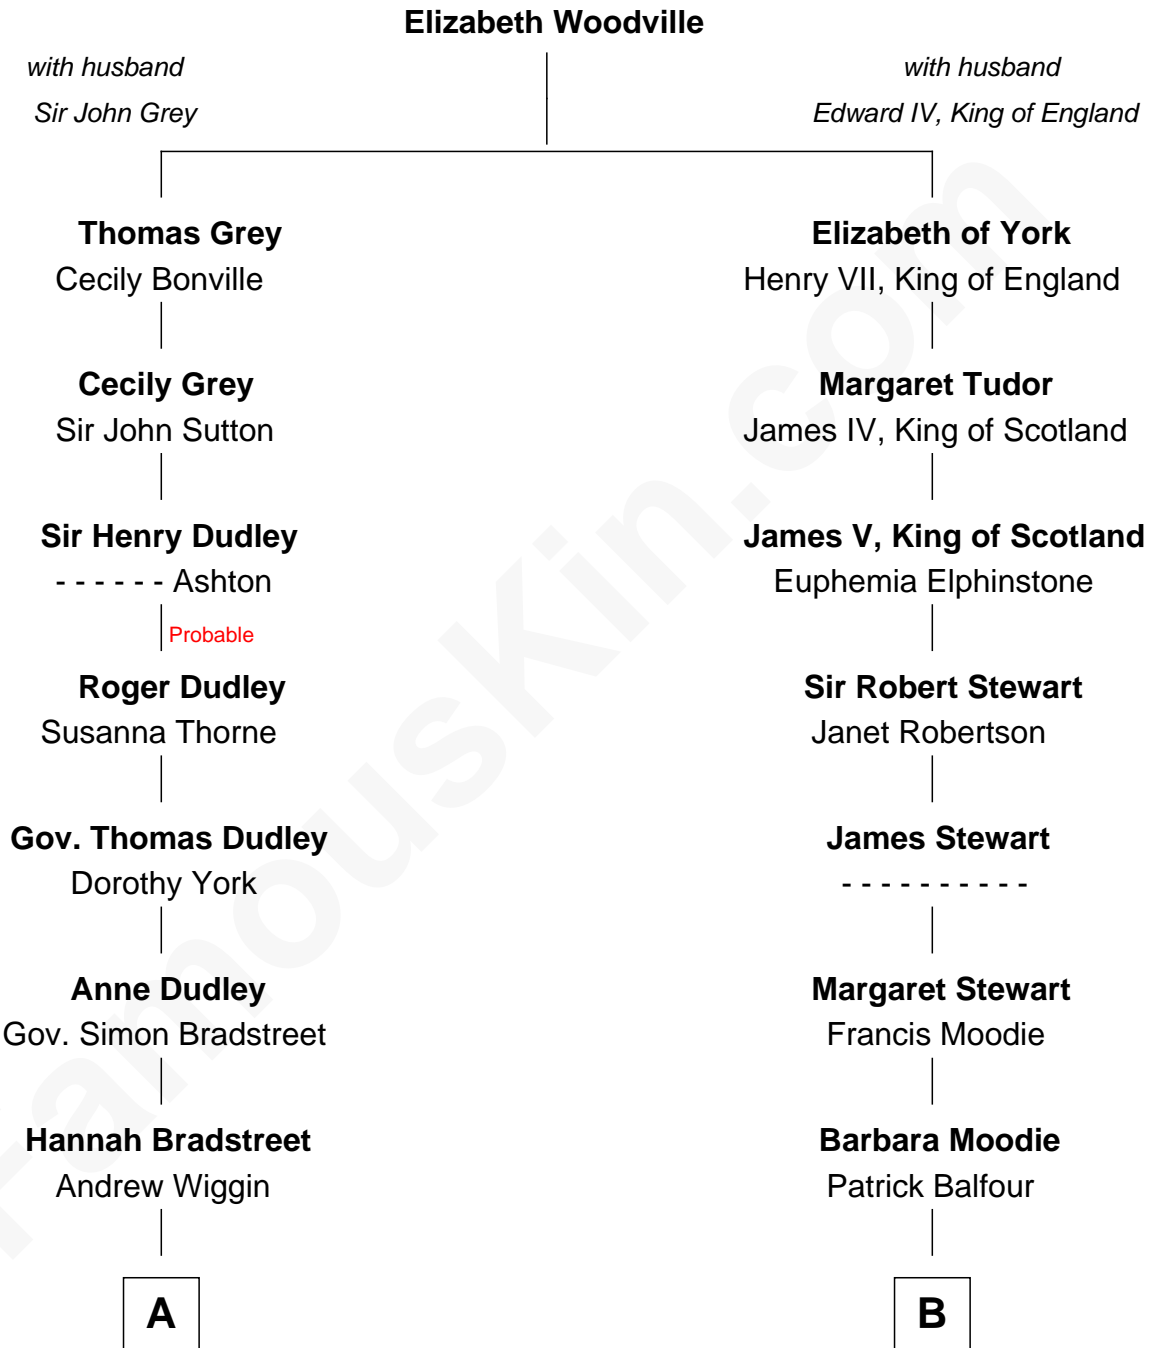 Elizabeth Woodville
with husband
Sir John Grey
with husband
Edward IV, King of England
Thomas Grey
Cecily Bonville
Elizabeth of York
Henry VII, King of England
Cecily Grey
Sir John Sutton
Margaret Tudor
James IV, King of Scotland
Sir Henry Dudley
- - - - - - Ashton
James V, King of Scotland
Euphemia Elphinstone
Probable
Roger Dudley
Susanna Thorne
Sir Robert Stewart
Janet Robertson
Gov. Thomas Dudley
Dorothy York
James Stewart
- - - - - - - - - -
Anne Dudley
Gov. Simon Bradstreet
Margaret Stewart
Francis Moodie
Hannah Bradstreet
Andrew Wiggin
Barbara Moodie
Patrick Balfour
A
B
FamousKin.com